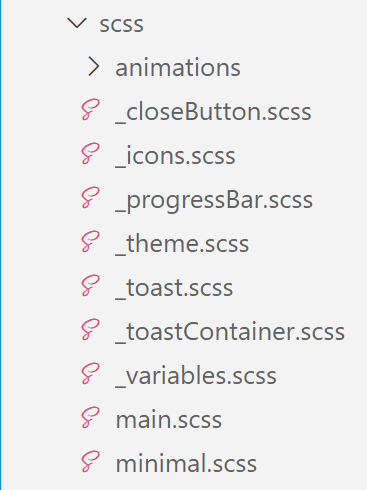 scss
animations
_closeButton.scss
_icons.scss
_progressBar.scss
_theme.scss
_toast.scss
_toastContainer.scss
_variables.scss
main.scss
minimal.scss